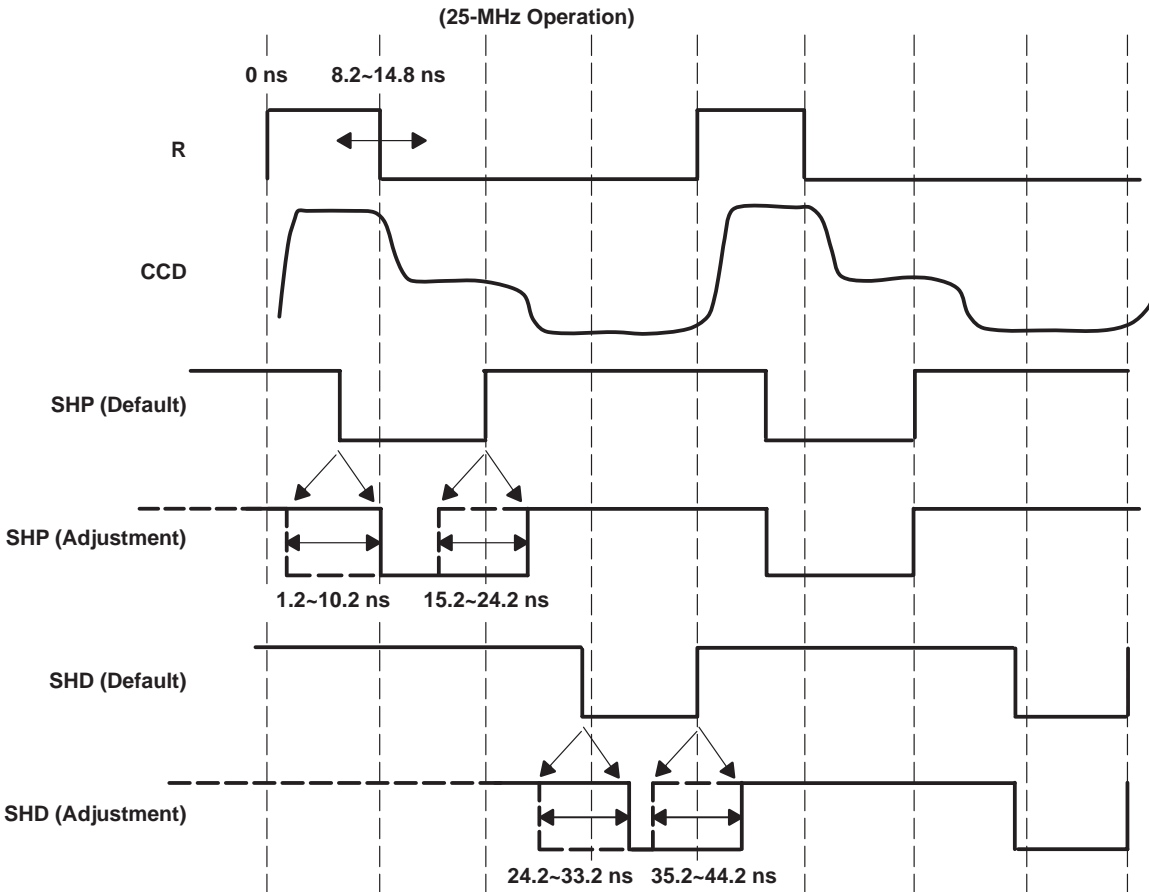 (25-MHz Operation)
0 ns 8.2~14.8 ns
R
CCD
SHP (Default)
SHP (Adjustment)
1.2~10.2 ns 15.2~24.2 ns
SHD (Default)
SHD (Adjustment)
24.2~33.2 ns 35.2~44.2 ns